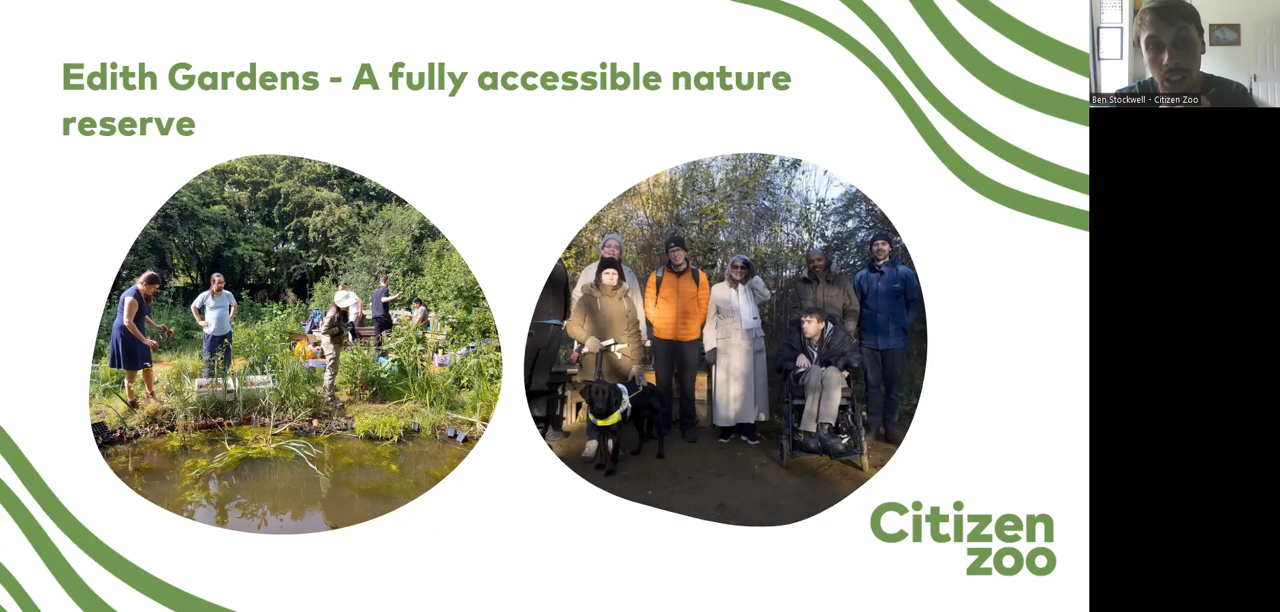 Edith Gardens - A fully accessible nature
reserve
Ben Stockwell - Citizen Zoo
Citizen
zoo